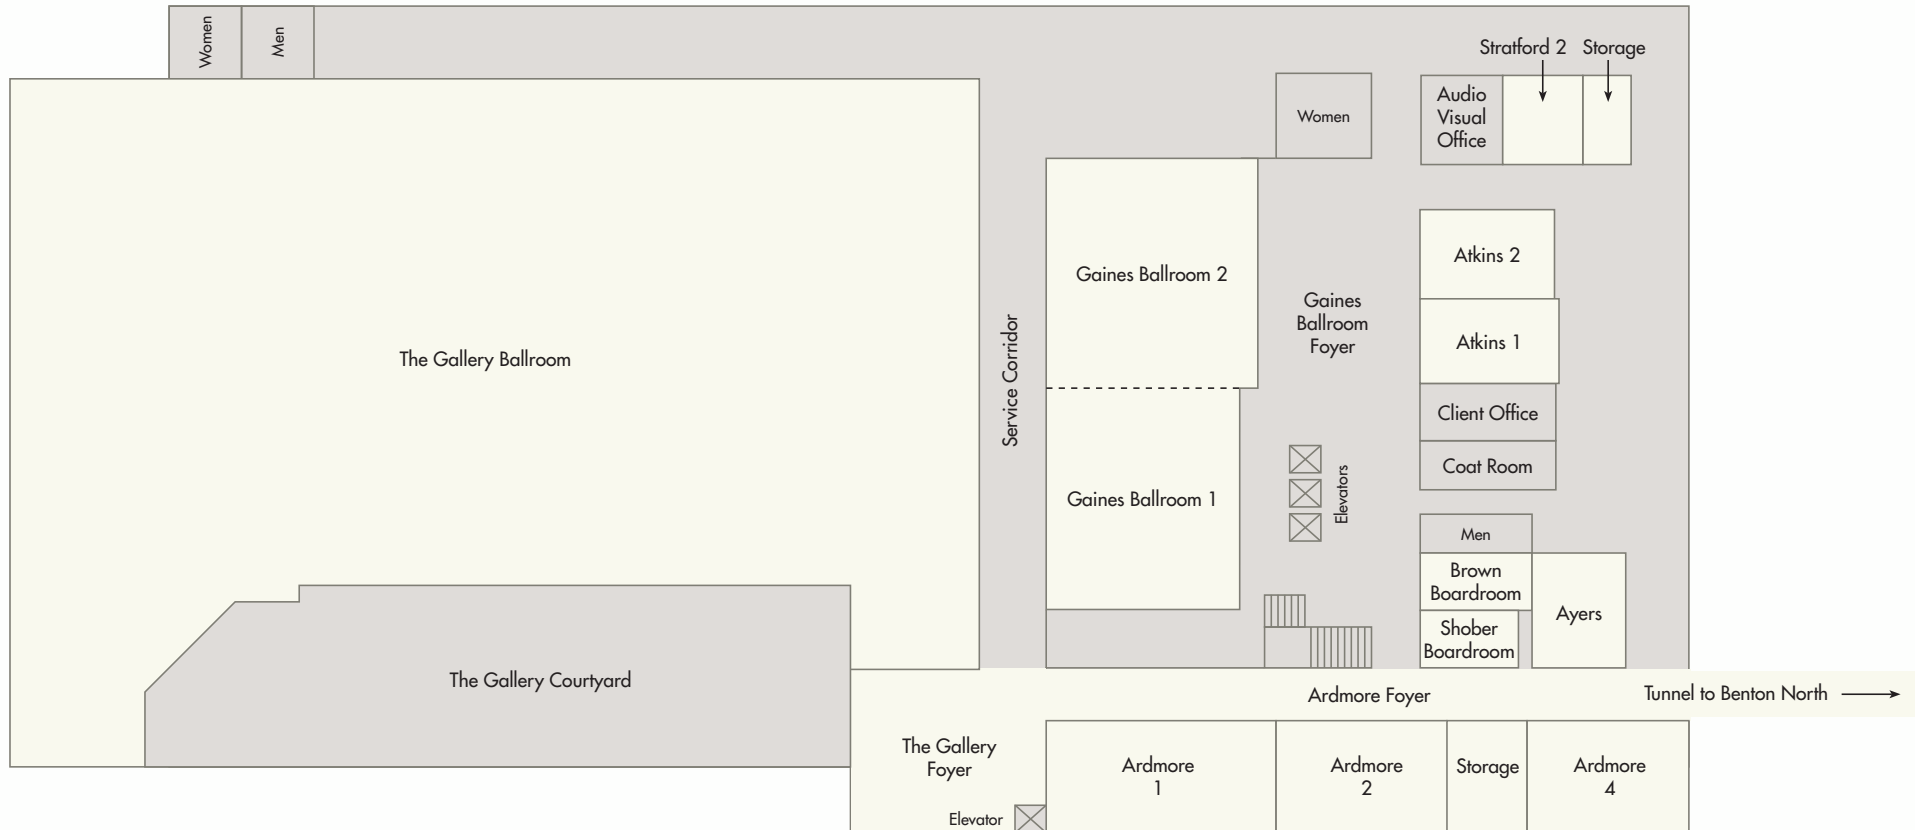 Women
Men
Stratford 2
Storage
Audio
Visual
Office
Women
Atkins 2
Gaines Ballroom 2
Gaines
Ballroom
Foyer
Atkins 1
The Gallery Ballroom
Service Corridor
Client Office
Coat Room
Gaines Ballroom 1
Elevators
Men
Brown
Boardroom
Ayers
Shober
Boardroom
The Gallery Courtyard
Ardmore Foyer
Tunnel to Benton North
The Gallery
Foyer
Ardmore
1
Ardmore
2
Storage
Ardmore
4
Elevator